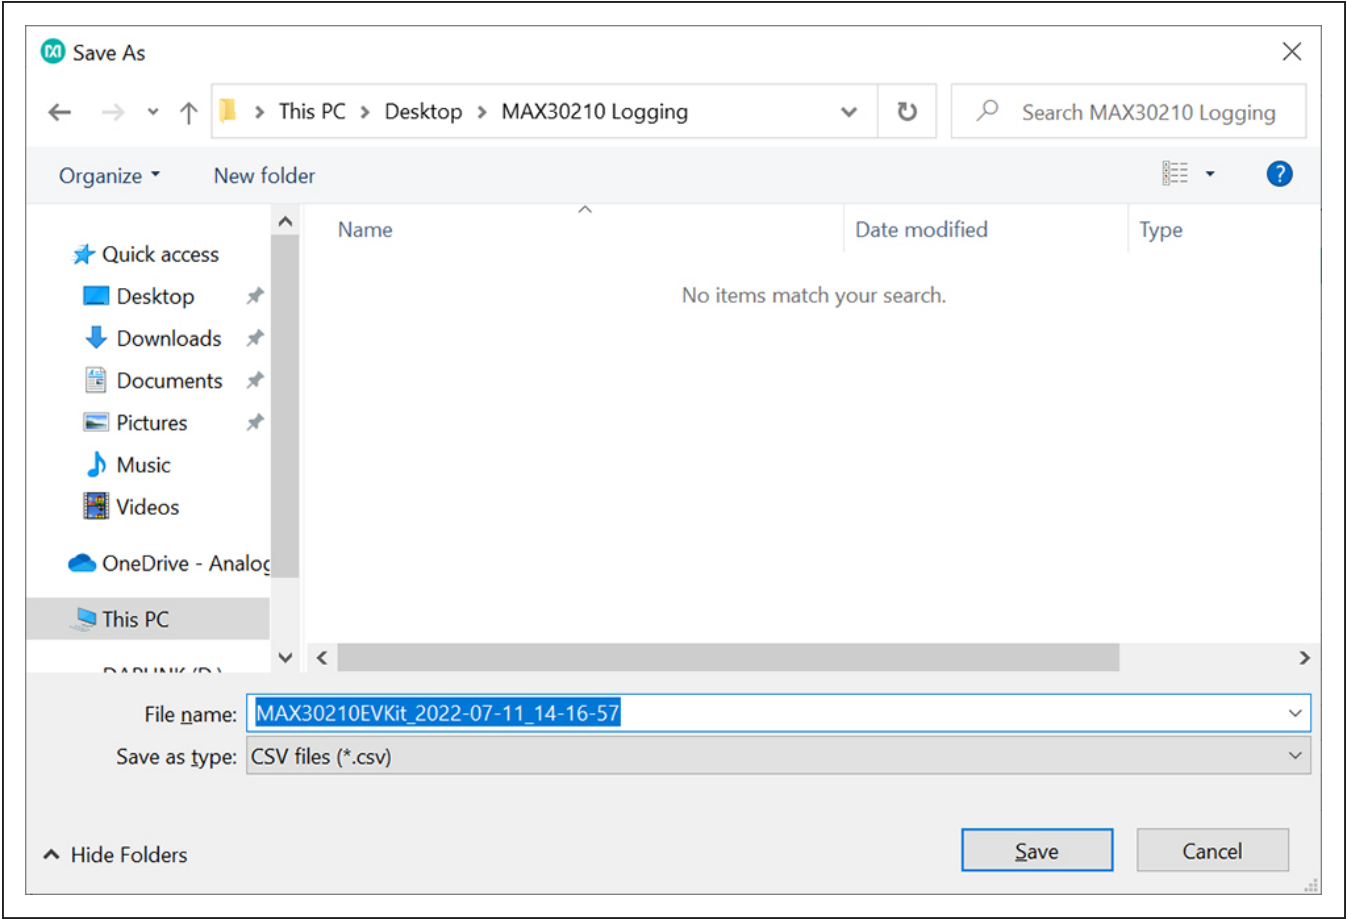 Save As
This PC > Desktop > MAX30210 Logging
Search MAX30210 Logging
Organize
New folder
?
Name
Date modified
Type
No items match your search.
Quick access
Desktop
Downloads
Documents
Pictures
Music
Videos
OneDrive - Analog
This PC
File name: MAX30210EVKit_2022-07-11_14-16-57
Save as type: CSV files (*.csv)
Hide Folders
Save
Cancel